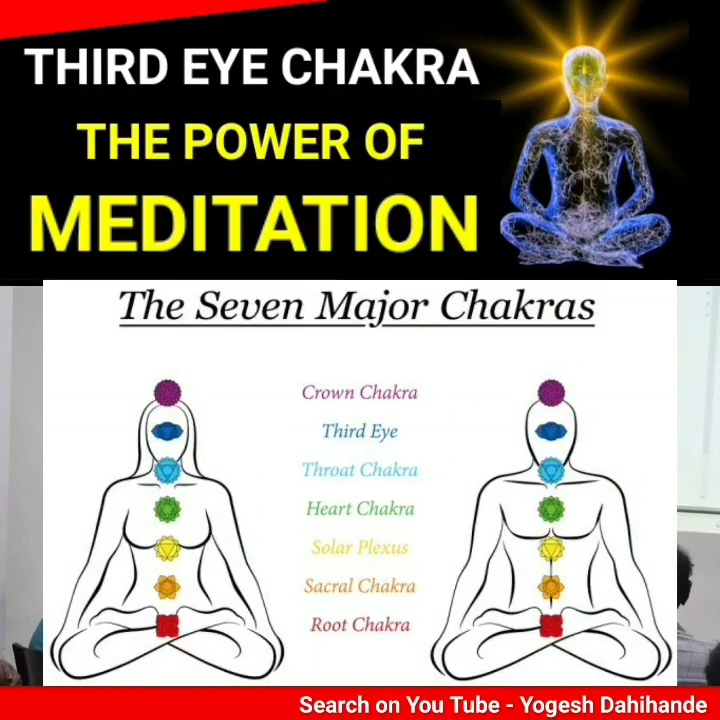 THIRD EYE CHAKRA
THE POWER OF
MEDITATION
The Seven Major Chakras
Crown Chakra
Third Eye
Throat Chakra
Heart Chakra
Solar Plexus
Sacral Chakra
Root Chakra
Search on You Tube - Yogesh Dahihande